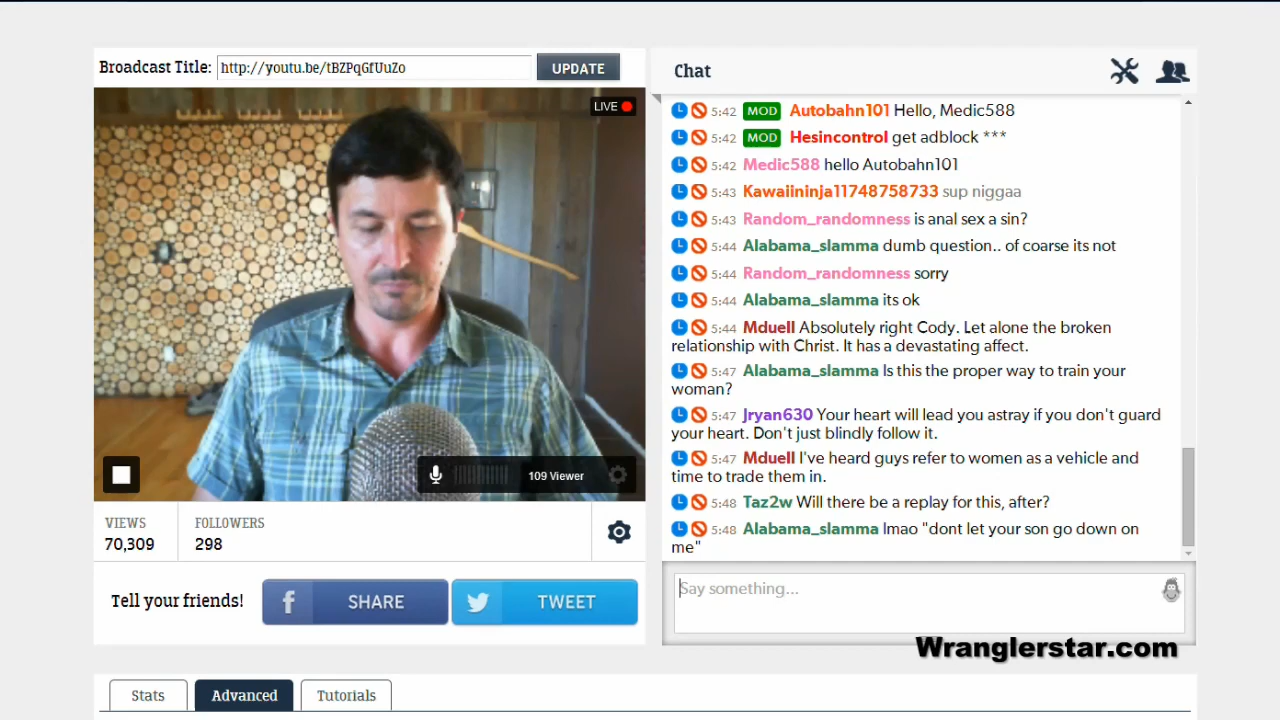 Broadcast Title: http://youtu.be/tBZPqGfUuZo UPDATE
LIVE
109 Viewer
VIEWS FOLLOWERS
70,309 298
Tell your friends! f SHARE TWEET
Stats Advanced Tutorials
Chat
5:42 MOD Autobahn101 Hello, Medic588
5:42 MOD Hesincontrol get adblock ***
5:42 Medic588 hello Autobahn101
5:43 Kawaiininja11748758733 sup niggaa
5:43 Random_randomness is anal sex a sin?
5:44 Alabama_slamma dumb question.. of coarse its not
5:44 Random_randomness sorry
5:44 Alabama_slamma its ok
5:44 Mduell Absolutely right Cody. Let alone the broken
relationship with Christ. It has a devastating affect.
5:47 Alabama_slamma Is this the proper way to train your
woman?
5:47 Jryan630 Your heart will lead you astray if you don't guard
your heart. Don't just blindly follow it.
5:47 Mduell I've heard guys refer to women as a vehicle and
time to trade them in.
5:48 Taz2w Will there be a replay for this, after?
5:48 Alabama_slamma lmao "dont let your son go down on
me"
Say something...
Wranglerstar.com